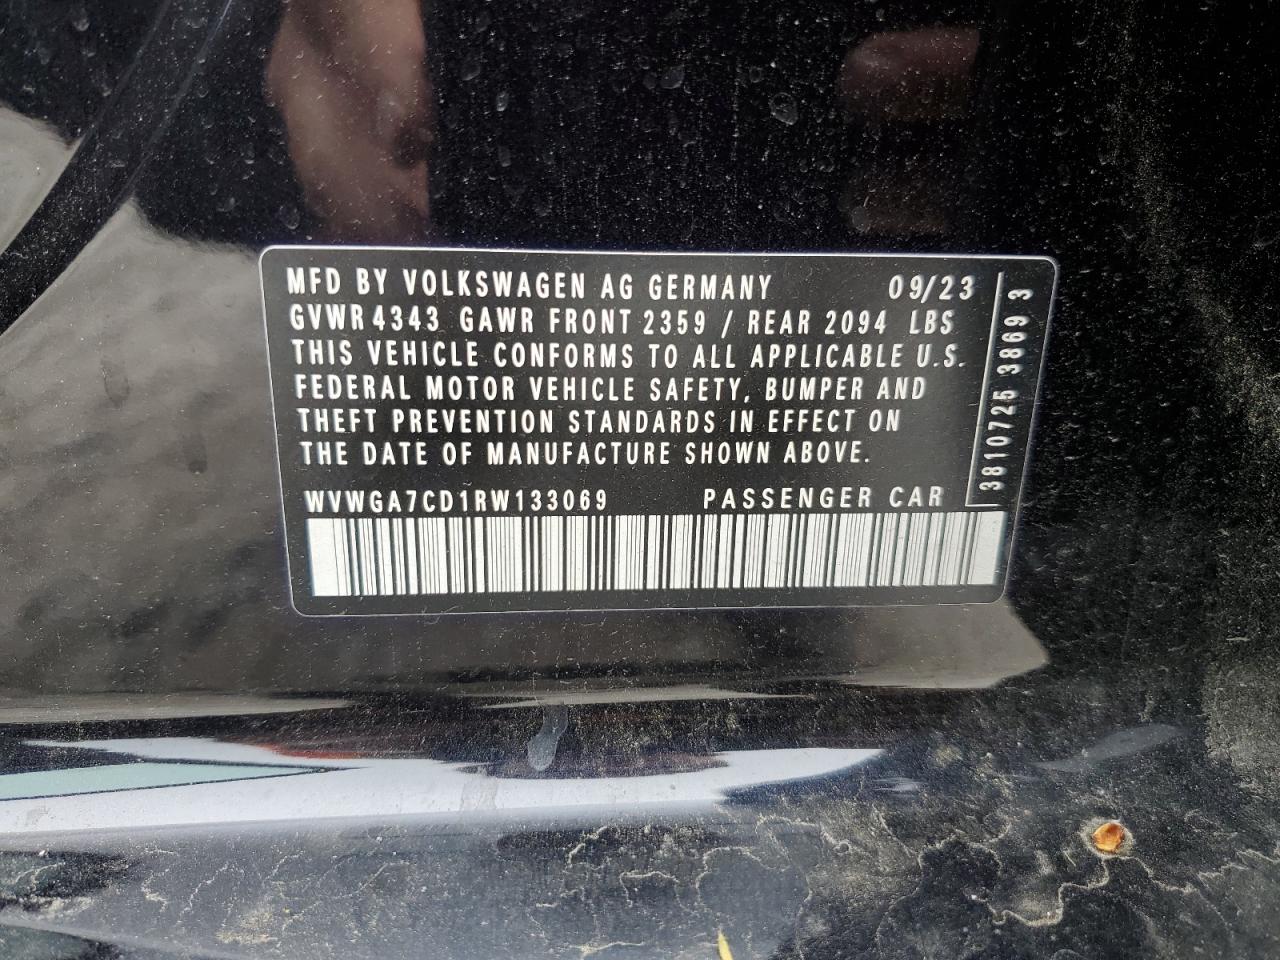 MFD BY VOLKSWAGEN AG GERMANY 09/23
GVWR 4343 GAWR FRONT 2359 / REAR 2094 LBS
THIS VEHICLE CONFORMS TO ALL APPLICABLE U.S.
FEDERAL MOTOR VEHICLE SAFETY, BUMPER AND
THEFT PREVENTION STANDARDS IN EFFECT ON
THE DATE OF MANUFACTURE SHOWN ABOVE.
WVWGA7CD1RW133069 PASSENGER CAR
3810725 3869 3